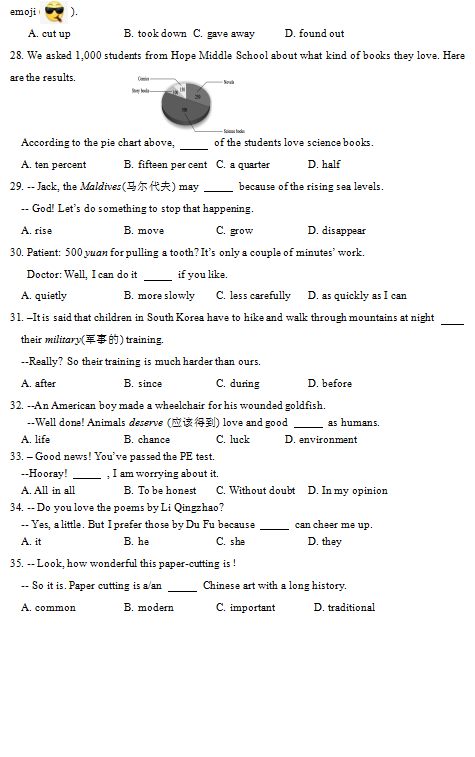 emoji ( ).
A. cut up B. took down C. gave away D. found out
28. We asked 1,000 students from Hope Middle School about what kind of books they love. Here
are the results.
Comics
Novels
Story books
Science books
According to the pie chart above, _____ of the students love science books.
A. ten percent B. fifteen per cent C. a quarter D. half
29. -- Jack, the Maldives(马尔代夫) may _____ because of the rising sea levels.
-- God! Let’s do something to stop that happening.
A. rise B. move C. grow D. disappear
30. Patient: 500 yuan for pulling a tooth? It’s only a couple of minutes’ work.
Doctor: Well, I can do it _____ if you like.
A. quietly B. more slowly C. less carefully D. as quickly as I can
31. –It is said that children in South Korea have to hike and walk through mountains at night ____
their military(军事的) training.
--Really? So their training is much harder than ours.
A. after B. since C. during D. before
32. --An American boy made a wheelchair for his wounded goldfish.
--Well done! Animals deserve (应该得到) love and good _____ as humans.
A. life B. chance C. luck D. environment
33. – Good news! You’ve passed the PE test.
--Hooray! _____ , I am worrying about it.
A. All in all B. To be honest C. Without doubt D. In my opinion
34. -- Do you love the poems by Li Qingzhao?
-- Yes, a little. But I prefer those by Du Fu because _____ can cheer me up.
A. it B. he C. she D. they
35. -- Look, how wonderful this paper-cutting is !
-- So it is. Paper cutting is a/an _____ Chinese art with a long history.
A. common B. modern C. important D. traditional